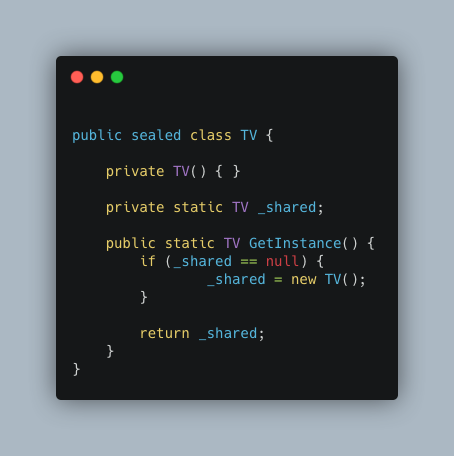 public sealed class TV {
    private TV() { }
    private static TV _shared;
    public static TV GetInstance() {
        if (_shared == null) {
                _shared = new TV();
        }
        return _shared;
    }
}